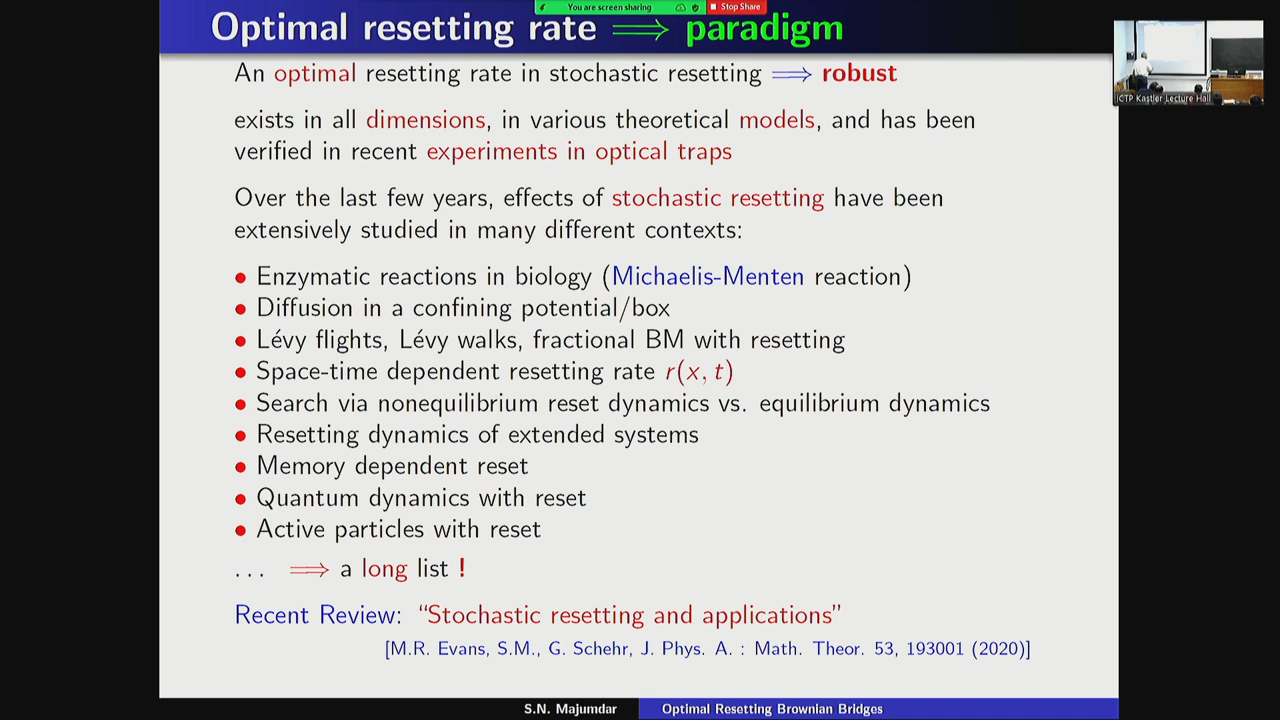 You are screen sharing
Stop Share
Optimal resetting rate ⟹ paradigm
An optimal resetting rate in stochastic resetting ⟹ robust
exists in all dimensions, in various theoretical models, and has been
verified in recent experiments in optical traps
Over the last few years, effects of stochastic resetting have been
extensively studied in many different contexts:
• Enzymatic reactions in biology (Michaelis-Menten reaction)
• Diffusion in a confining potential/box
• Lévy flights, Lévy walks, fractional BM with resetting
• Space-time dependent resetting rate r(x, t)
• Search via nonequilibrium reset dynamics vs. equilibrium dynamics
• Resetting dynamics of extended systems
• Memory dependent reset
• Quantum dynamics with reset
• Active particles with reset
... ⟹ a long list !
Recent Review: “Stochastic resetting and applications”
[M.R. Evans, S.M., G. Schehr, J. Phys. A. : Math. Theor. 53, 193001 (2020)]
S.N. Majumdar Optimal Resetting Brownian Bridges
ICTP Kastler Lecture Hall